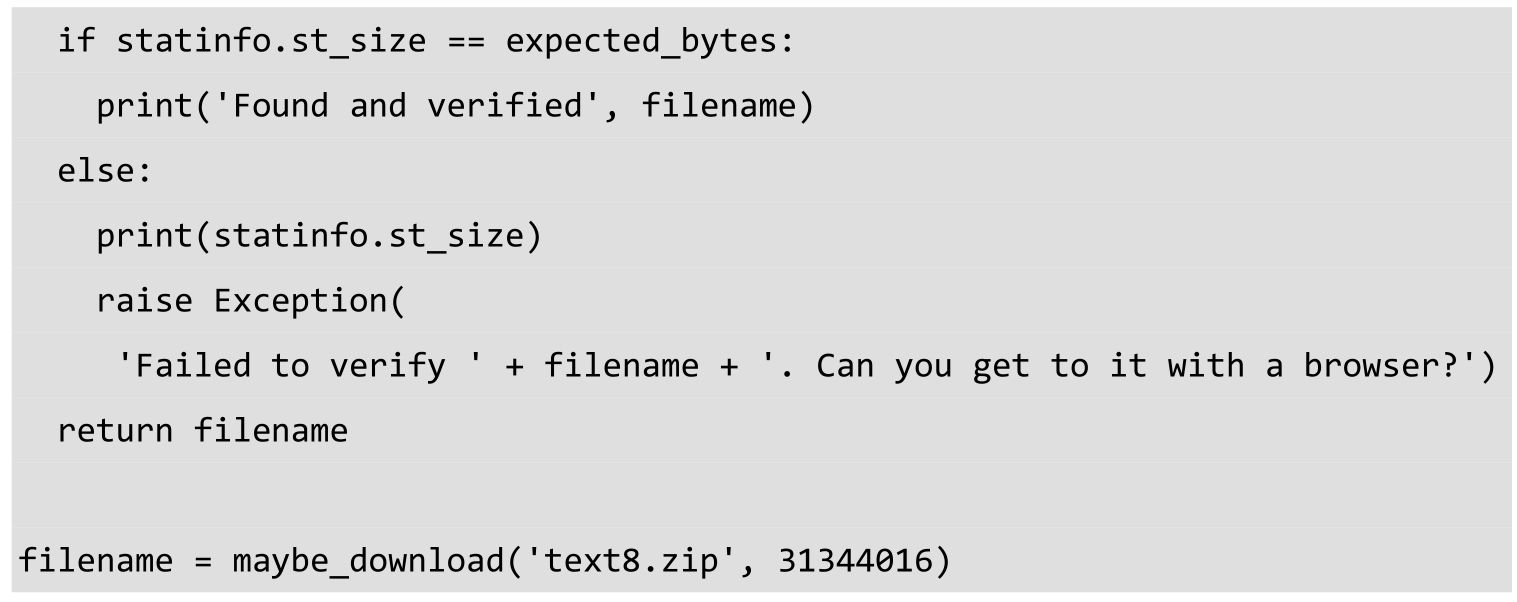 if statinfo.st_size == expected_bytes:
    print('Found and verified', filename)
  else:
    print(statinfo.st_size)
    raise Exception(
     'Failed to verify ' + filename + '. Can you get to it with a browser?')
  return filename

filename = maybe_download('text8.zip', 31344016)